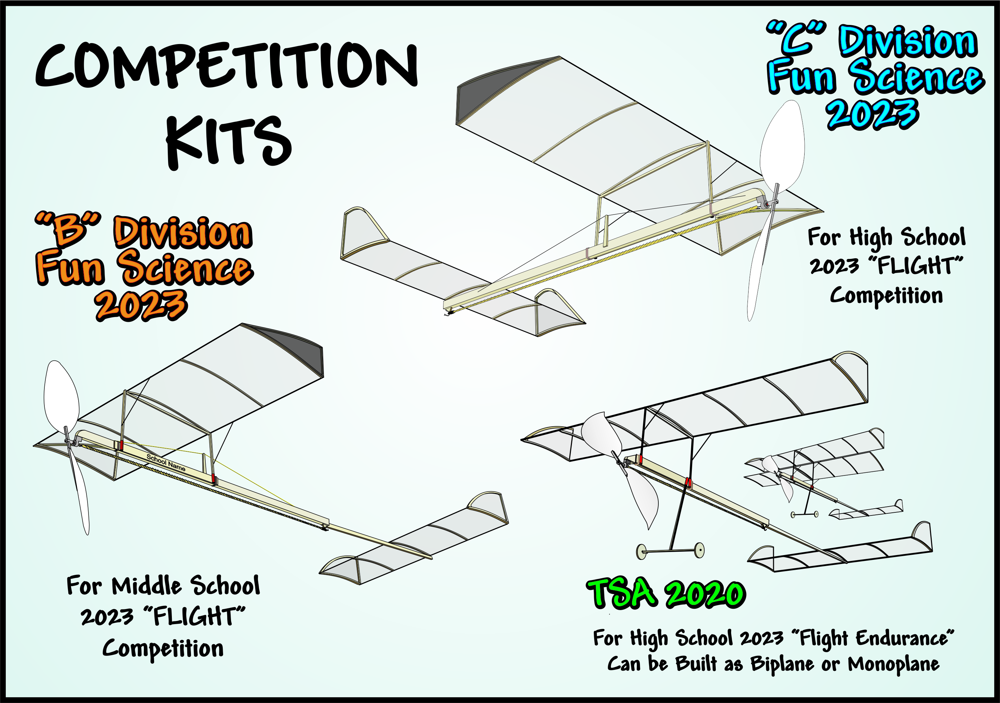 COMPETITION
KITS
"C" Division
Fun Science
2023
For High School
2023 "FLIGHT"
Competition
"B" Division
Fun Science
2023
School Name
For Middle School
2023 "FLIGHT"
Competition
TSA 2020
For High School 2023 "Flight Endurance"
Can be Built as Biplane or Monoplane